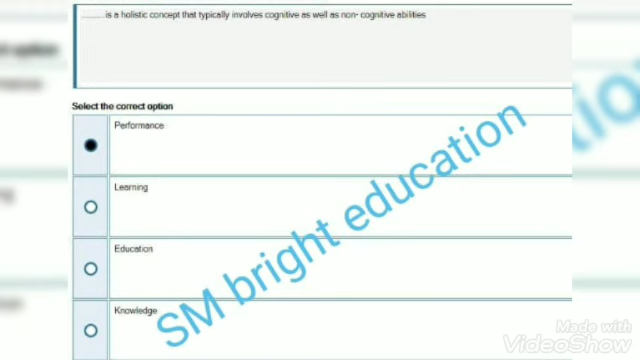 ..........is a holistic concept that typically involves cognitive as well as non- cognitive abilities
Select the correct option
Performance
Learning
Education
Knowledge
SM bright education
Made with
VideoShow